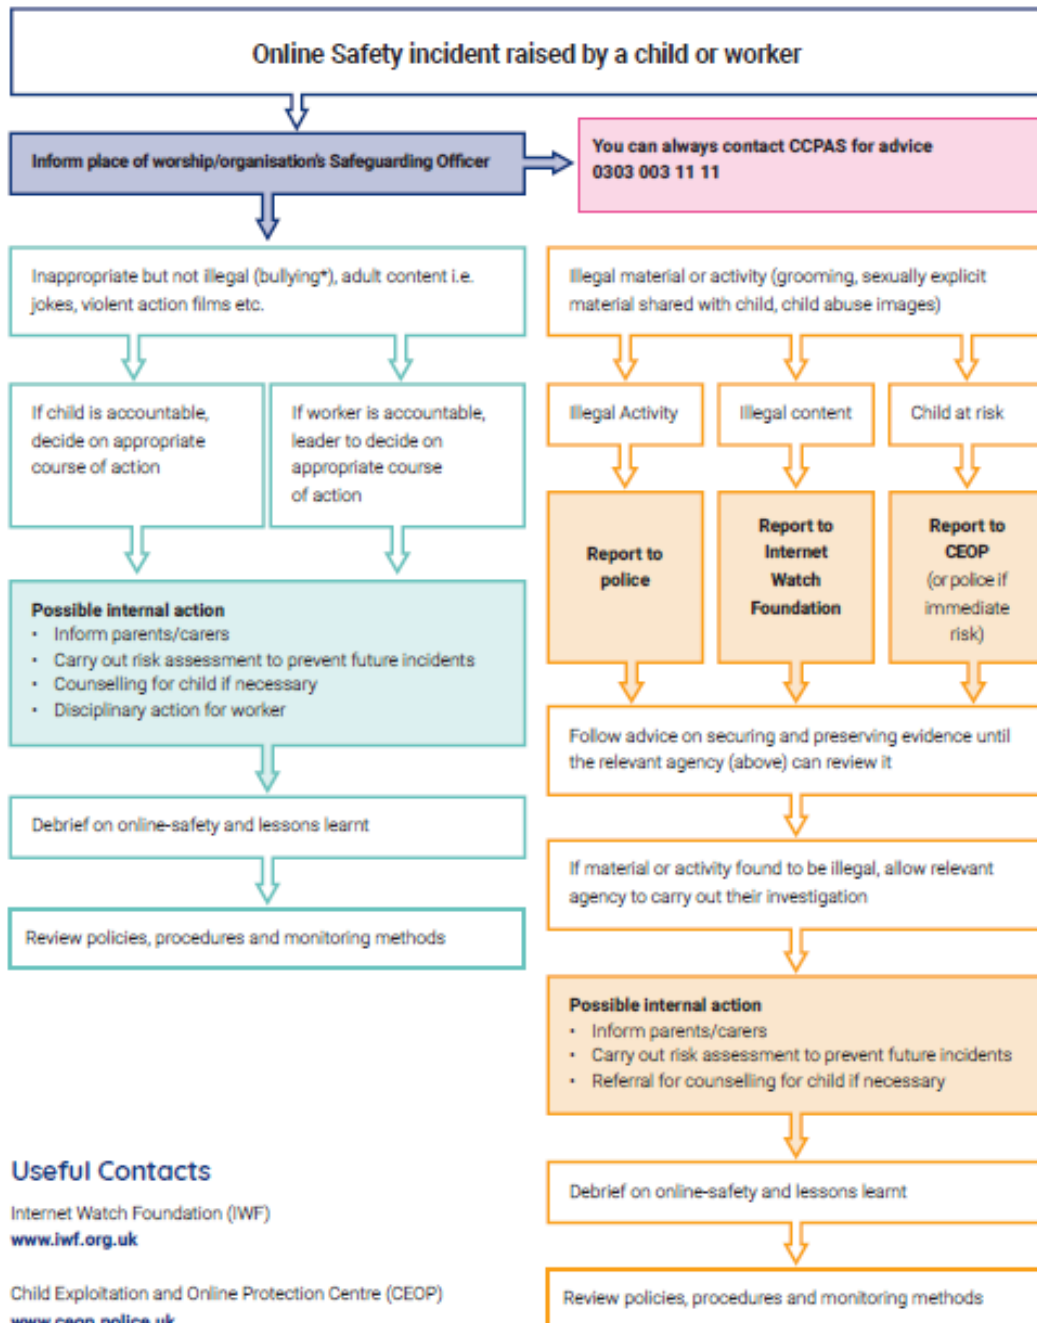 Online Safety incident raised by a child or worker
Inform place of worship/organisation's Safeguarding Officer
You can always contact CCPAS for advice
0303 003 11 11
Inappropriate but not illegal (bullying*), adult content i.e.
jokes, violent action films etc.
If child is accountable,
decide on appropriate
course of action
If worker is accountable,
leader to decide on
appropriate course
of action
Possible internal action
• Inform parents/carers
• Carry out risk assessment to prevent future incidents
• Counselling for child if necessary
• Disciplinary action for worker
Debrief on online-safety and lessons learnt
Review policies, procedures and monitoring methods
Illegal material or activity (grooming, sexually explicit
material shared with child, child abuse images)
Illegal Activity
Illegal content
Child at risk
Report to
police
Report to
Internet
Watch
Foundation
Report to
CEOP
(or police if
immediate
risk)
Follow advice on securing and preserving evidence until
the relevant agency (above) can review it
If material or activity found to be illegal, allow relevant
agency to carry out their investigation
Possible internal action
• Inform parents/carers
• Carry out risk assessment to prevent future incidents
• Referral for counselling for child if necessary
Debrief on online-safety and lessons learnt
Review policies, procedures and monitoring methods
Useful Contacts
Internet Watch Foundation (IWF)
www.iwf.org.uk
Child Exploitation and Online Protection Centre (CEOP)
www.ceop.police.uk